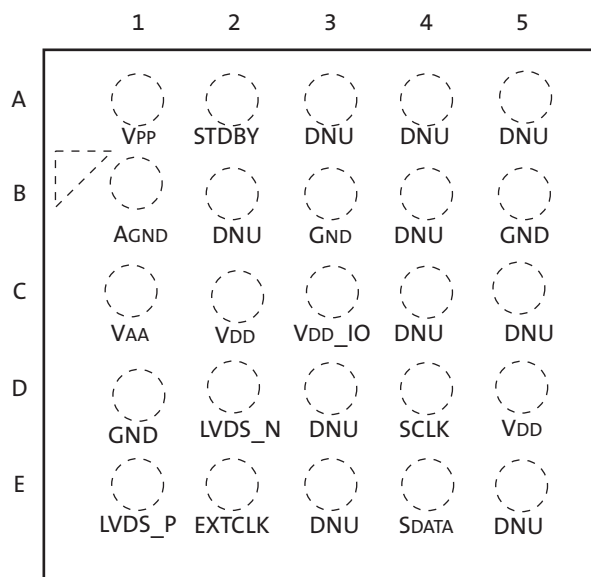 1 2 3 4 5
A
VPP STDBY DNU DNU DNU
B
AGND DNU GND DNU GND
C
VAA VDD VDD_IO DNU DNU
D
GND LVDS_N DNU SCLK VDD
E
LVDS_P EXTCLK DNU SDATA DNU